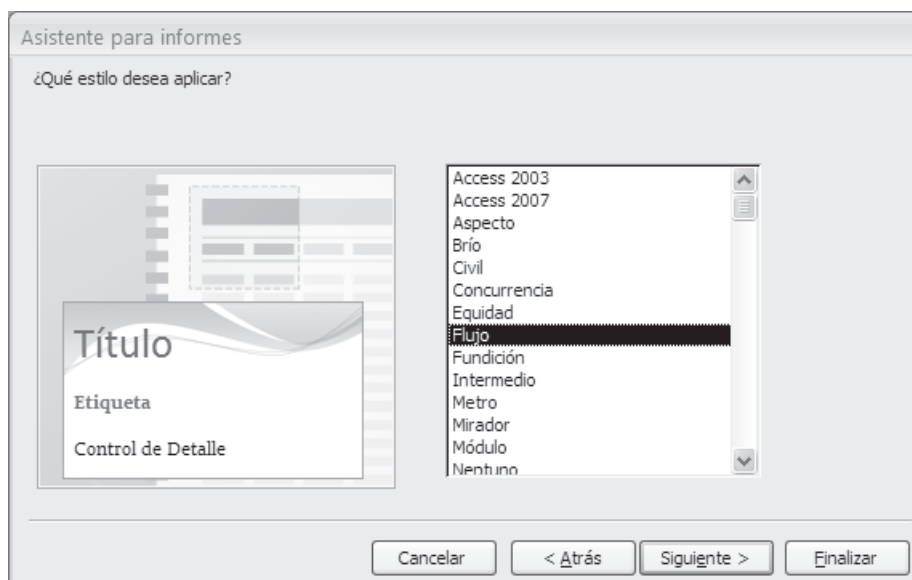 Asistente para informes
¿Qué estilo desea aplicar?
Título
Etiqueta
Control de Detalle
Access 2003
Access 2007
Aspecto
Brío
Civil
Concurrencia
Equidad
Flujo
Fundición
Intermedio
Metro
Mirador
Módulo
Neptuno
Cancelar
< Atrás
Siguiente >
Finalizar